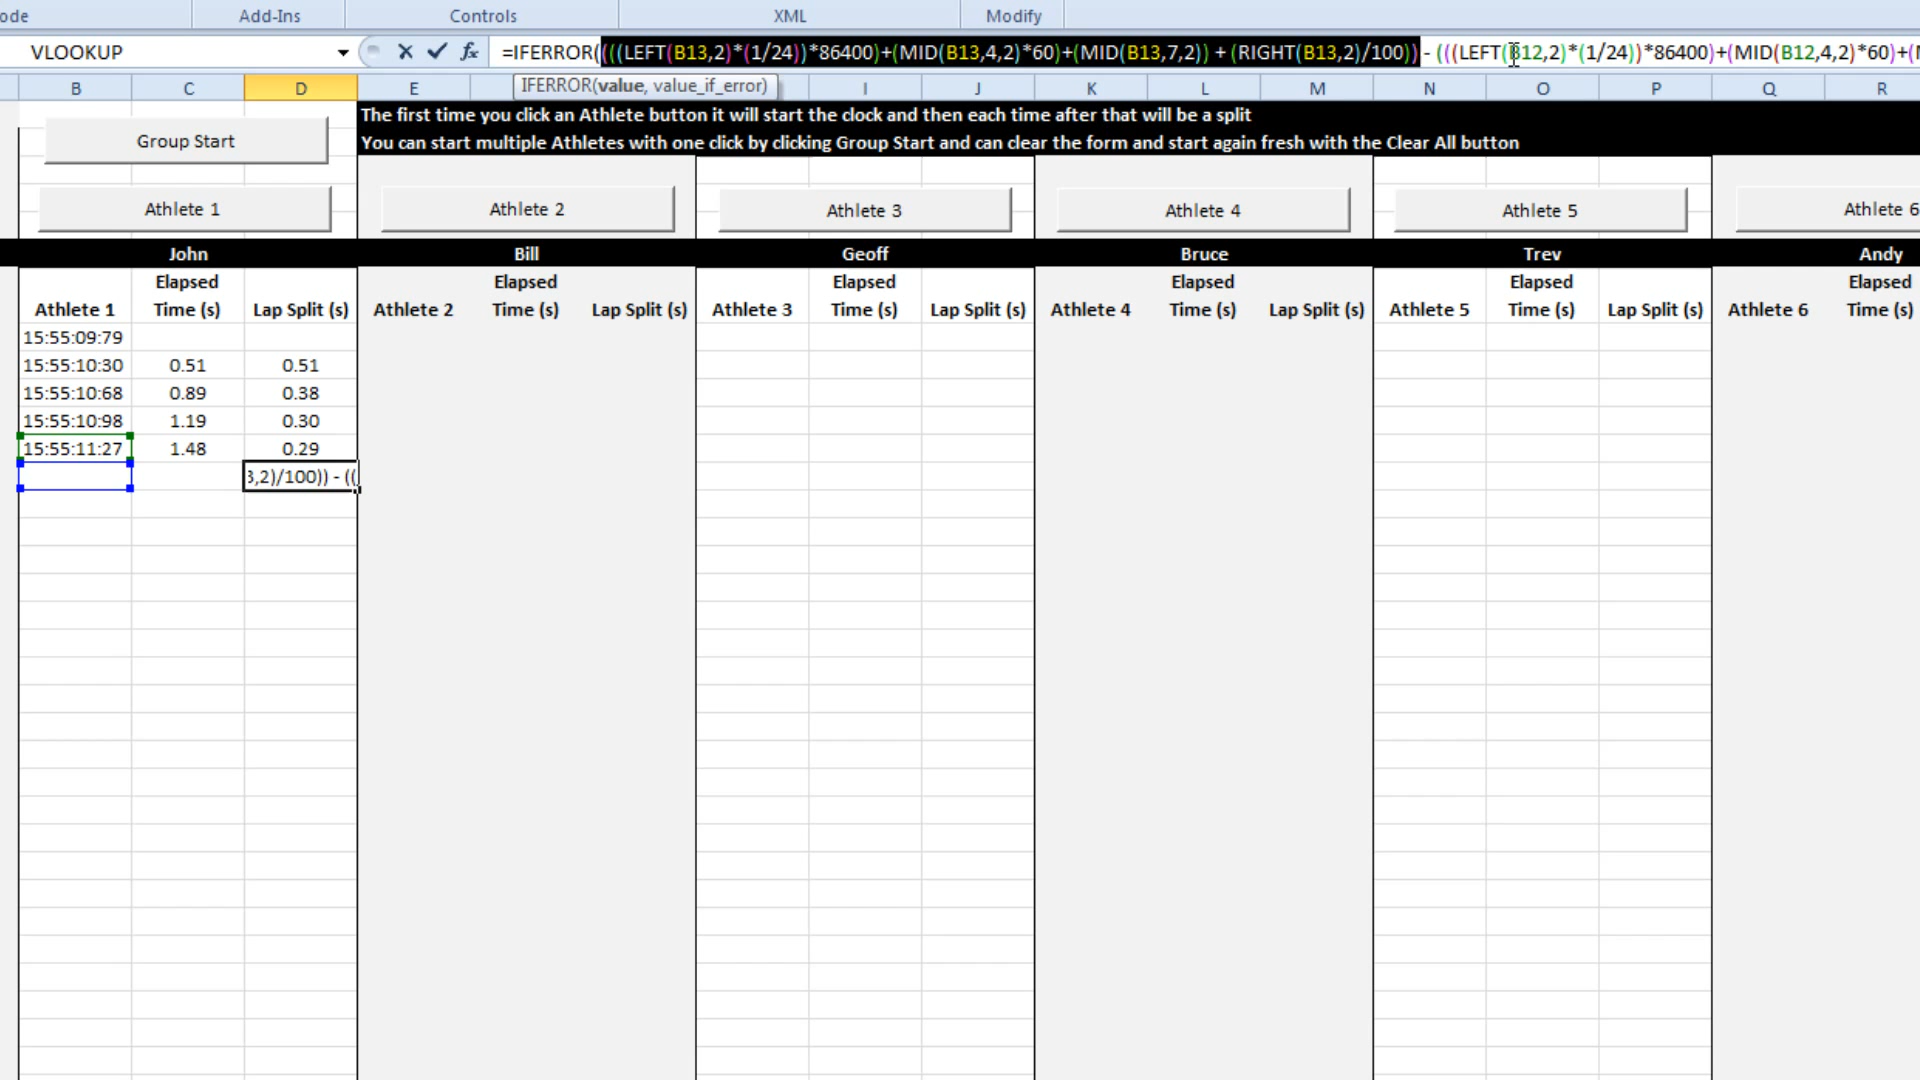 ode Add-Ins Controls XML Modify
VLOOKUP =IFERROR((((LEFT(B13,2)*(1/24))*86400)+(MID(B13,4,2)*60)+(MID(B13,7,2)) + (RIGHT(B13,2)/100)) - (((LEFT(B12,2)*(1/24))*86400)+(MID(B12,4,2)*60)+(M
IFERROR(value, value_if_error)
B C D E I J K L M N O P Q R
The first time you click an Athlete button it will start the clock and then each time after that will be a split
Group Start
You can start multiple Athletes with one click by clicking Group Start and can clear the form and start again fresh with the Clear All button
Athlete 1 Athlete 2 Athlete 3 Athlete 4 Athlete 5 Athlete 6
John Bill Geoff Bruce Trev Andy
Elapsed Elapsed Elapsed Elapsed Elapsed Elapsed
Athlete 1 Time (s) Lap Split (s) Athlete 2 Time (s) Lap Split (s) Athlete 3 Time (s) Lap Split (s) Athlete 4 Time (s) Lap Split (s) Athlete 5 Time (s) Lap Split (s) Athlete 6 Time (s)
15:55:09:79
15:55:10:30 0.51 0.51
15:55:10:68 0.89 0.38
15:55:10:98 1.19 0.30
15:55:11:27 1.48 0.29
3,2)/100)) - ((